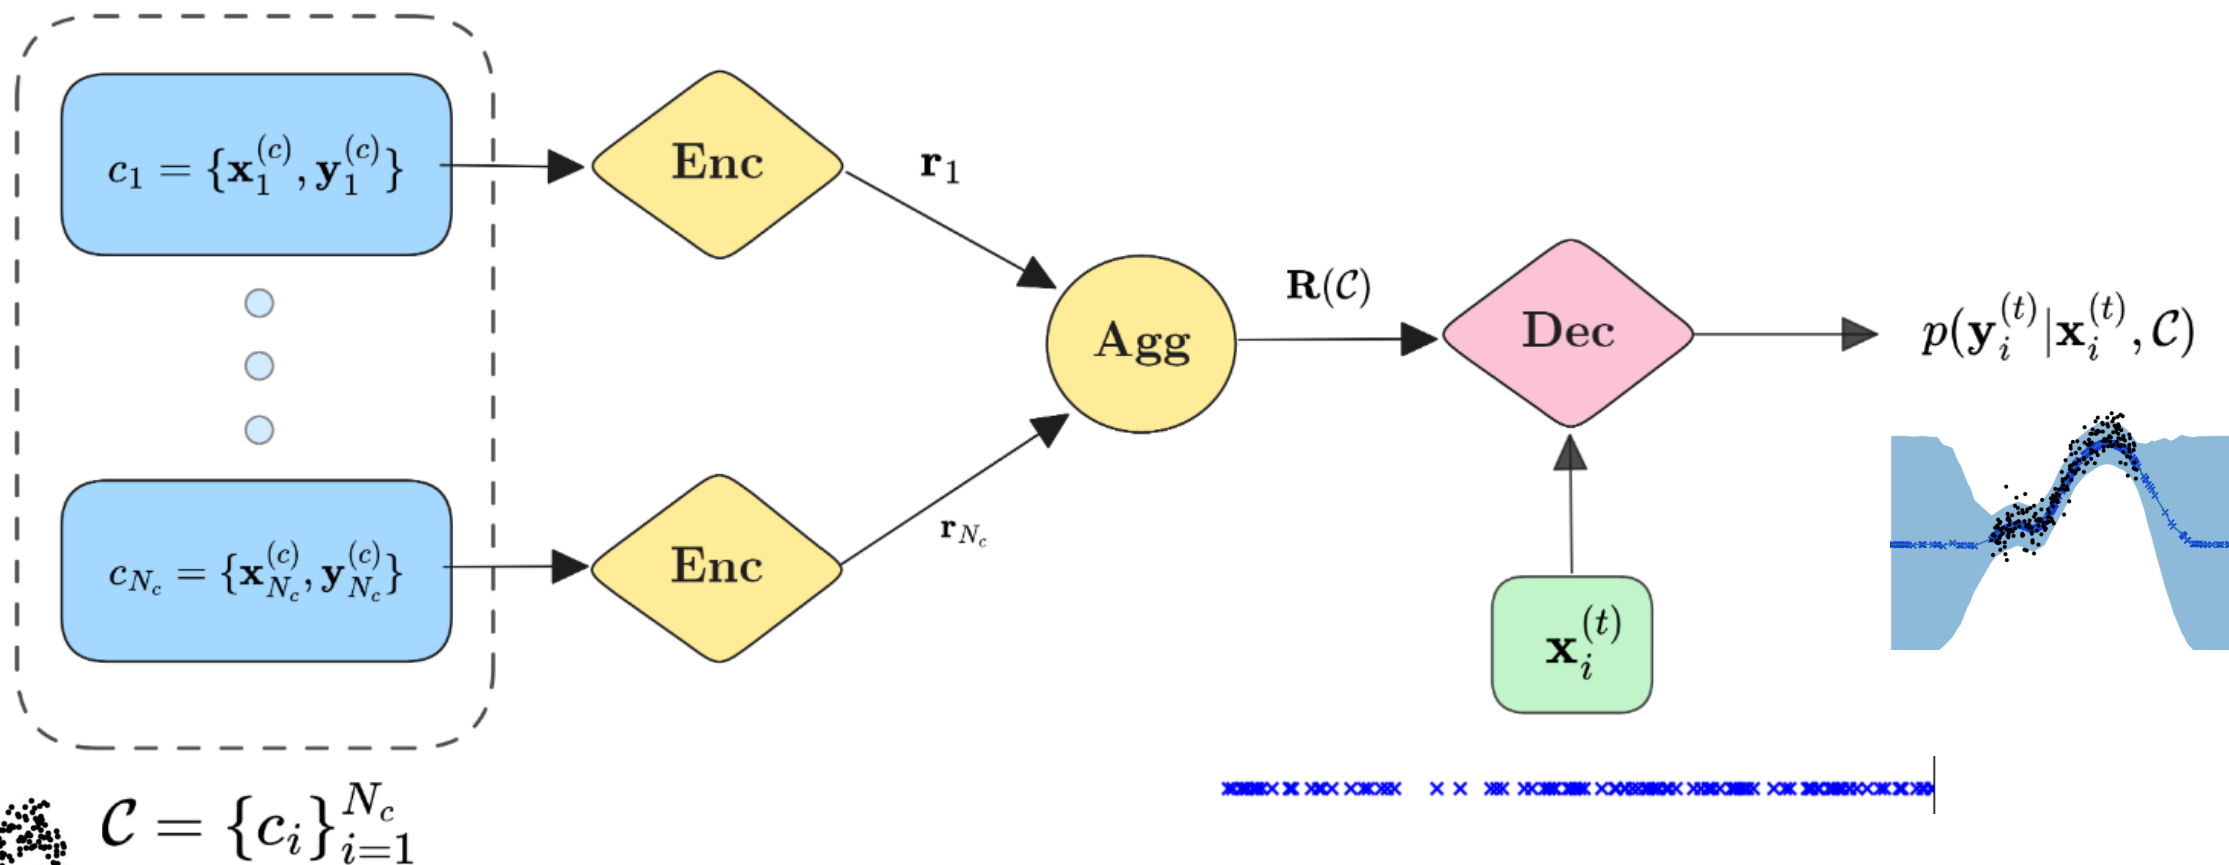 c_1 = {x_1^{(c)}, y_1^{(c)}}
Enc
r_1
Agg
R(𝒞)
Dec
p(y_i^{(t)}|x_i^{(t)}, 𝒞)
c_{N_c} = {x_{N_c}^{(c)}, y_{N_c}^{(c)}}
Enc
r_{N_c}
x_i^{(t)}
𝒞 = {c_i}_{i=1}^{N_c}